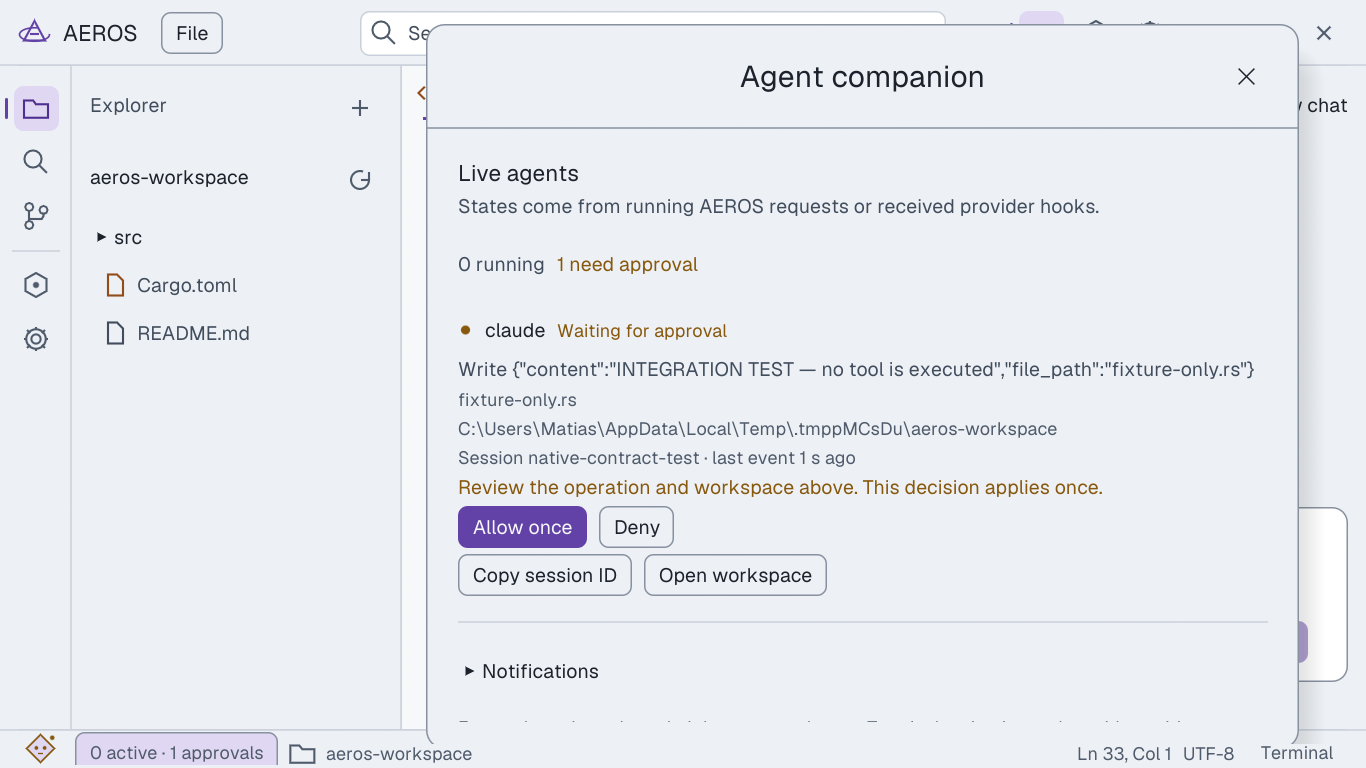 AEROS
File
Se
Agent companion
Explorer
chat
aeros-workspace
src
Cargo.toml
README.md
Live agents
States come from running AEROS requests or received provider hooks.
0 running 1 need approval
claude Waiting for approval
Write {"content":"INTEGRATION TEST — no tool is executed","file_path":"fixture-only.rs"}
fixture-only.rs
C:\Users\Matias\AppData\Local\Temp\.tmppMCsDu\aeros-workspace
Session native-contract-test · last event 1 s ago
Review the operation and workspace above. This decision applies once.
Allow once Deny
Copy session ID Open workspace
Notifications
0 active · 1 approvals
aeros-workspace
Ln 33, Col 1 UTF-8 Terminal